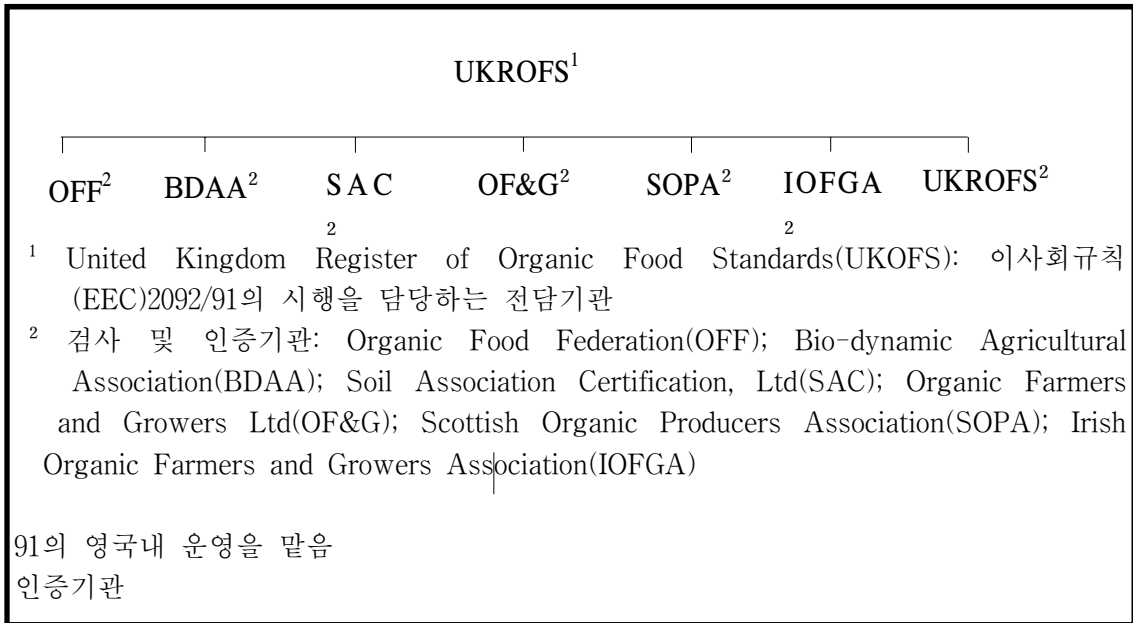 UKROFS¹
OFF² BDAA² S A C OF&G² SOPA² IOFGA UKROFS²
2 2
¹ United Kingdom Register of Organic Food Standards(UKOFS): 이사회규칙
(EEC)2092/91의 시행을 담당하는 전담기관
² 검사 및 인증기관: Organic Food Federation(OFF); Bio-dynamic Agricultural
Association(BDAA); Soil Association Certification, Ltd(SAC); Organic Farmers
and Growers Ltd(OF&G); Scottish Organic Producers Association(SOPA); Irish
Organic Farmers and Growers Association(IOFGA)
91의 영국내 운영을 맡음
인증기관